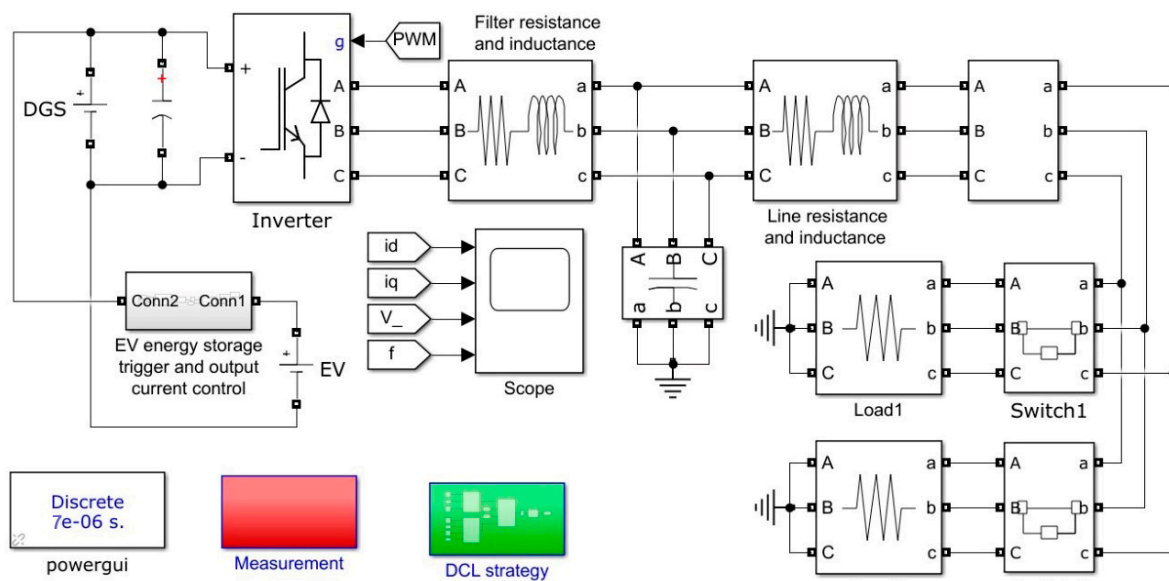 Filter resistance
and inductance
g
PWM
+
-
A
B
C
Inverter
DGS
+
+
A
B
C
a
b
c
A
B
C
a
b
c
Line resistance
and inductance
A
B
C
a
b
c
id
iq
V_
f
Scope
A
B
C
a
b
c
Conn2
Conn1
EV energy storage
trigger and output
current control
+
EV
A
B
C
a
b
c
Load1
A
B
C
a
b
c
Switch1
A
B
C
a
b
c
A
B
C
a
b
c
Discrete
7e-06 s.
powergui
Measurement
DCL strategy